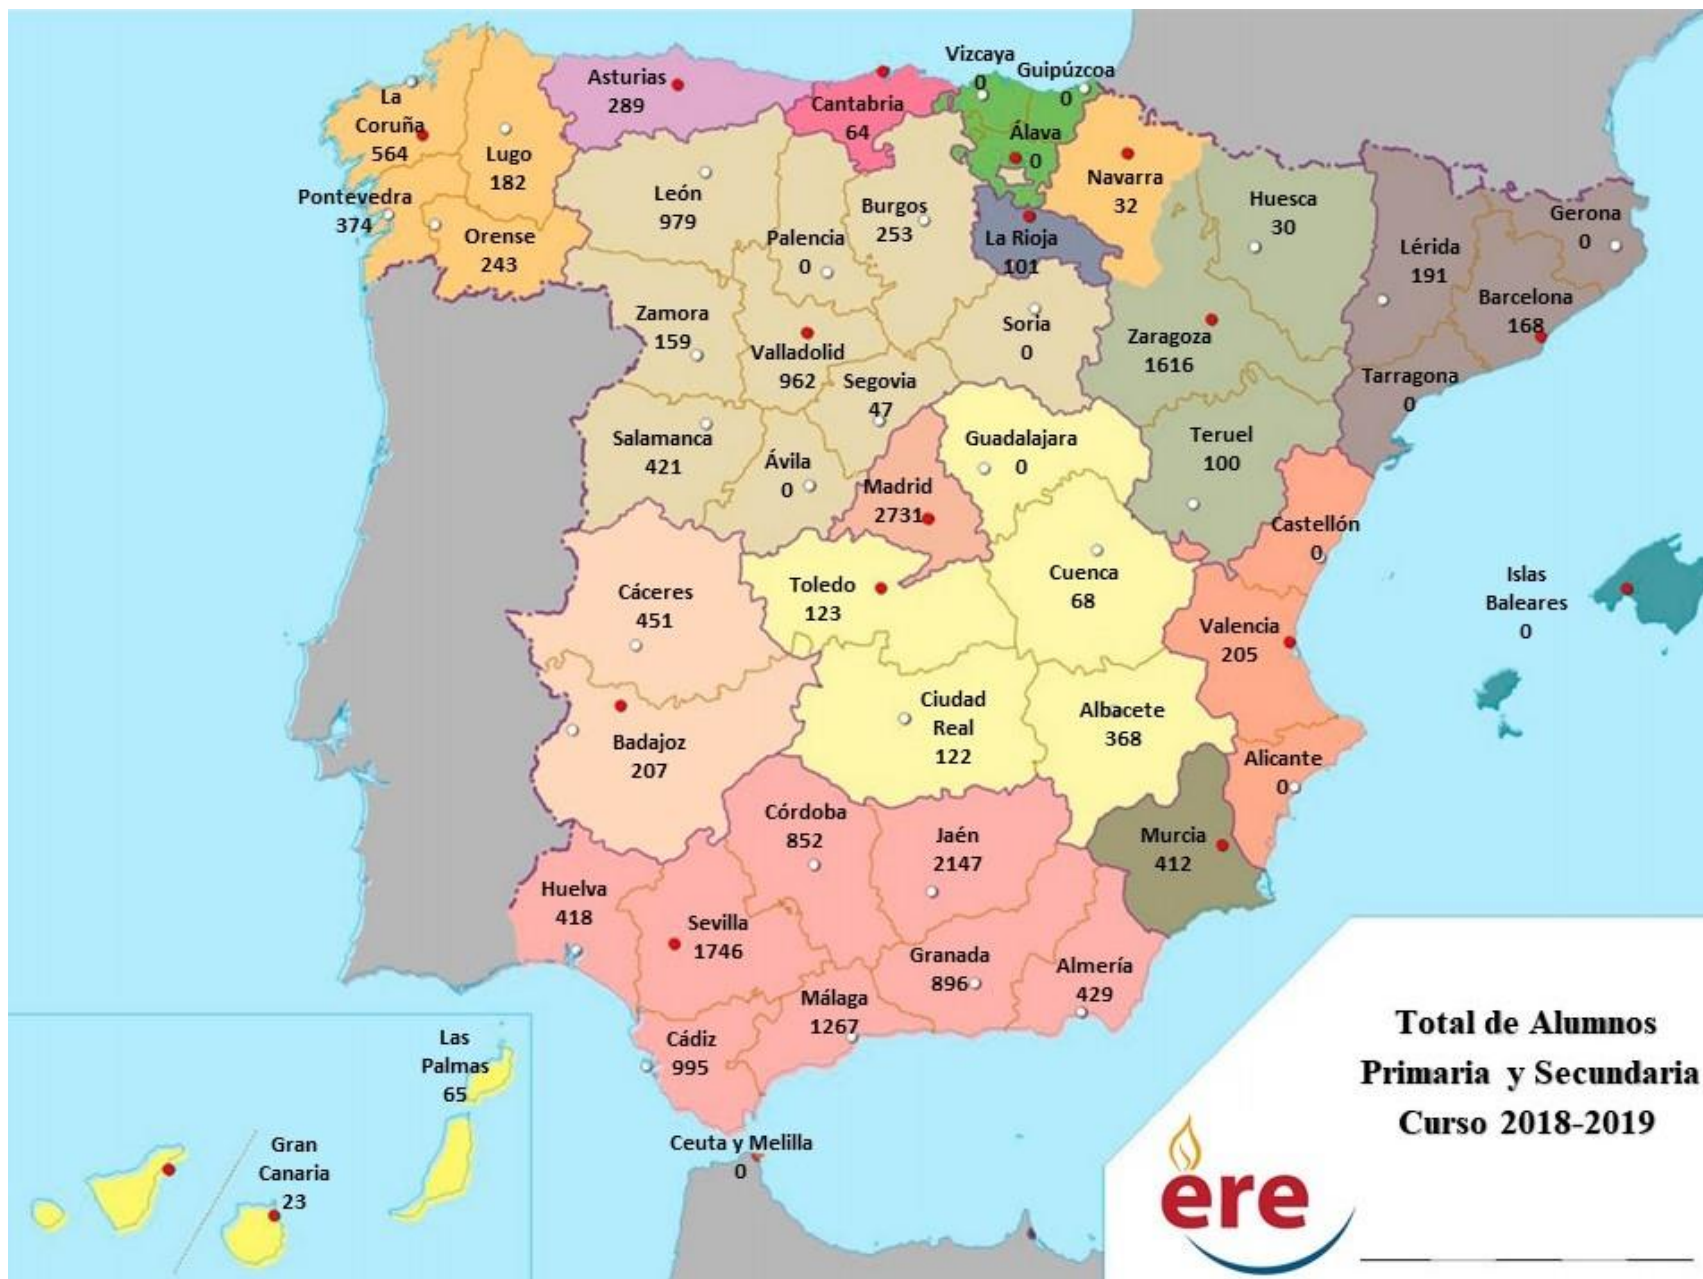 Vizcaya
0
Guipúzcoa
0
Asturias
289
Cantabria
64
La
Coruña
564
Lugo
182
Álava
0
Navarra
32
Pontevedra
374
Orense
243
León
979
Palencia
0
Burgos
253
La Rioja
101
Huesca
30
Lérida
191
Gerona
0
Barcelona
168
Tarragona
0
Zamora
159
Valladolid
962
Segovia
47
Soria
0
Zaragoza
1616
Salamanca
421
Ávila
0
Madrid
2731
Guadalajara
0
Teruel
100
Castellón
0
Cáceres
451
Toledo
123
Cuenca
68
Valencia
205
Islas
Baleares
0
Badajoz
207
Ciudad
Real
122
Albacete
368
Alicante
0
Murcia
412
Córdoba
852
Jaén
2147
Huelva
418
Sevilla
1746
Granada
896
Almería
429
Málaga
1267
Cádiz
995
Ceuta y Melilla
0
Las
Palmas
65
Gran
Canaria
23
Total de Alumnos
Primaria y Secundaria
Curso 2018-2019
ere